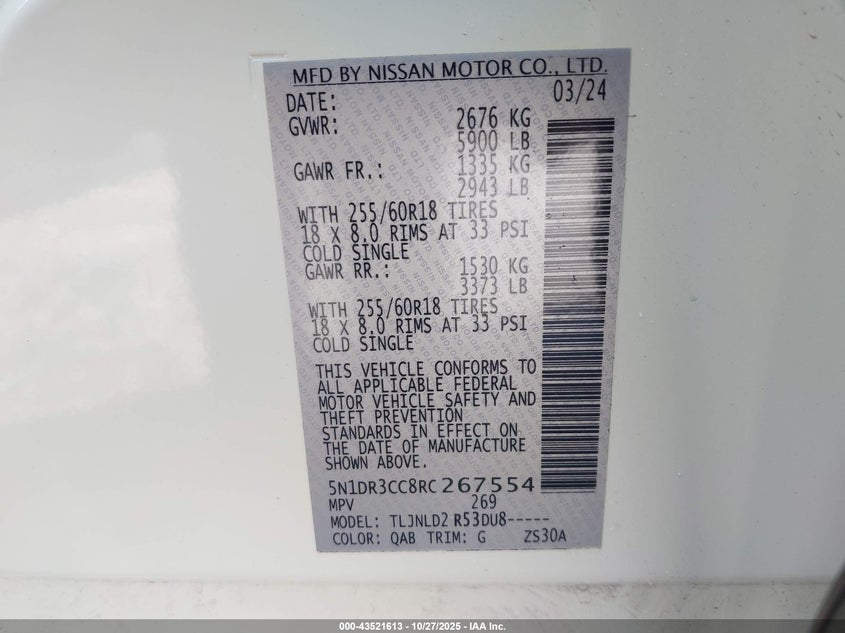 MFD BY NISSAN MOTOR CO., LTD.
DATE: 03/24
GVWR: 2676 KG
5900 LB
GAWR FR.: 1335 KG
2943 LB
WITH 255/60R18 TIRES
18 X 8.0 RIMS AT 33 PSI
COLD SINGLE
GAWR RR.: 1530 KG
3373 LB
WITH 255/60R18 TIRES
18 X 8.0 RIMS AT 33 PSI
COLD SINGLE
THIS VEHICLE CONFORMS TO
ALL APPLICABLE FEDERAL
MOTOR VEHICLE SAFETY AND
THEFT PREVENTION
STANDARDS IN EFFECT ON
THE DATE OF MANUFACTURE
SHOWN ABOVE.
5N1DR3CC8RC267554
MPV 269
MODEL: TLJNLD2 R53DU8-----
COLOR: QAB TRIM: G ZS30A
000-43521613 - 10/27/2025 - IAA Inc.